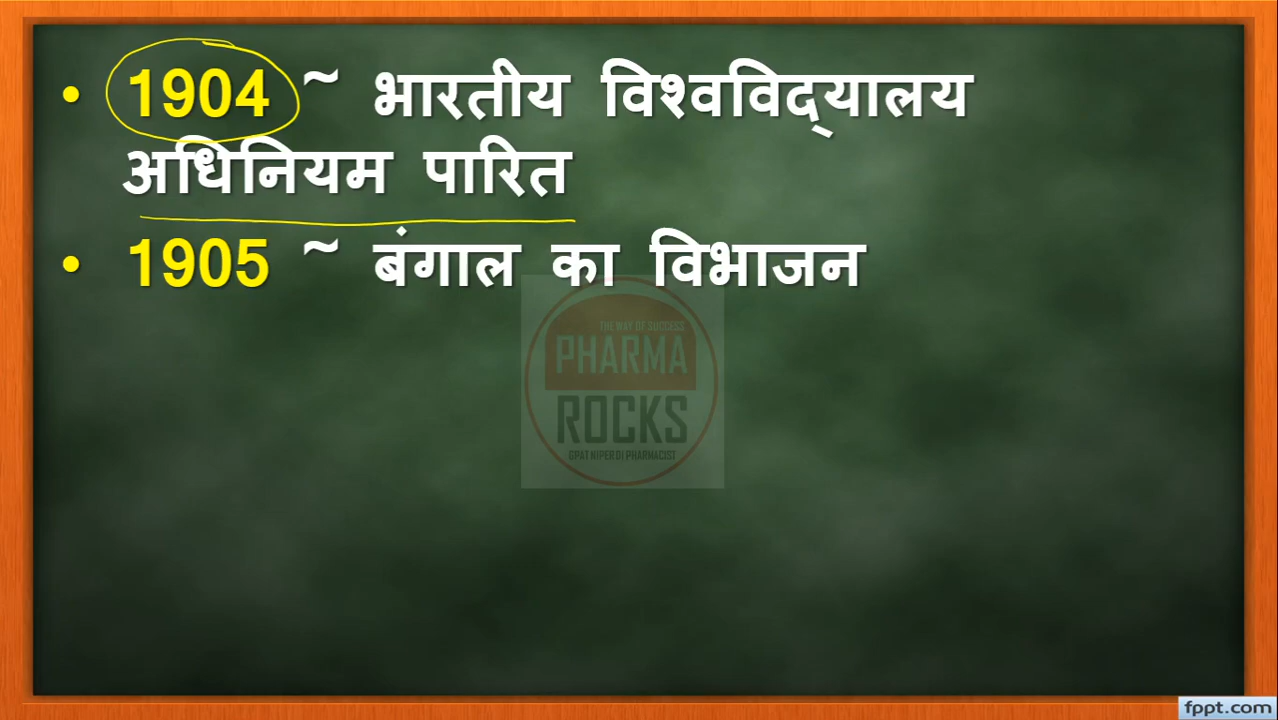 • 1904 ~ भारतीय विश्वविद्यालय
अधिनियम पारित
• 1905 ~ बंगाल का विभाजन
THE WAY OF SUCCESS
PHARMA
ROCKS
GPAT NIPER DI PHARMACIST
fppt.com